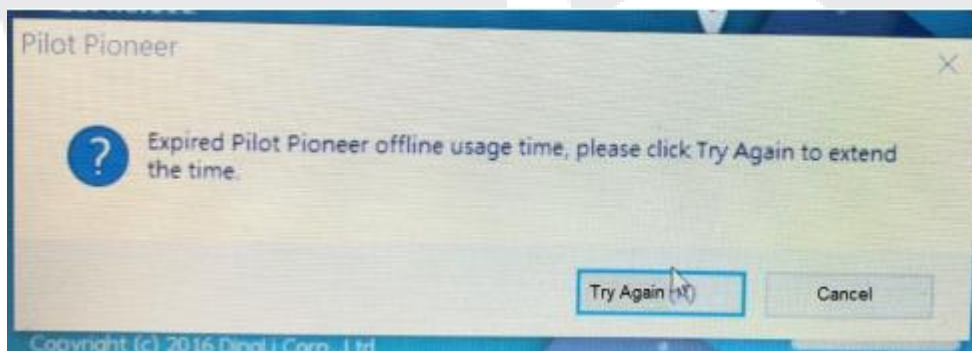 Pilot Pioneer
Expired Pilot Pioneer offline usage time, please click Try Again to extend
the time.
Try Again
Cancel
Copyright (c) 2016 DingLi Corp., Ltd